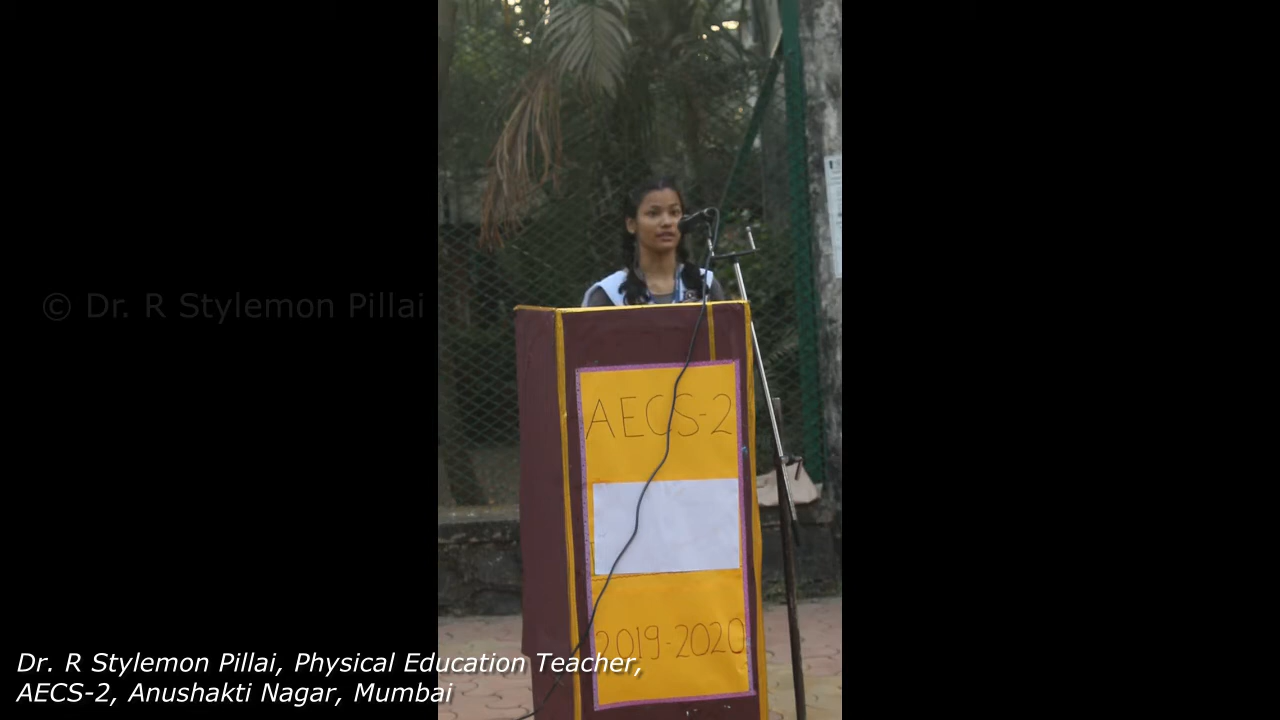 © Dr. R Stylemon Pillai
AECS-2
2019-2020
Dr. R Stylemon Pillai, Physical Education Teacher,
AECS-2, Anushakti Nagar, Mumbai